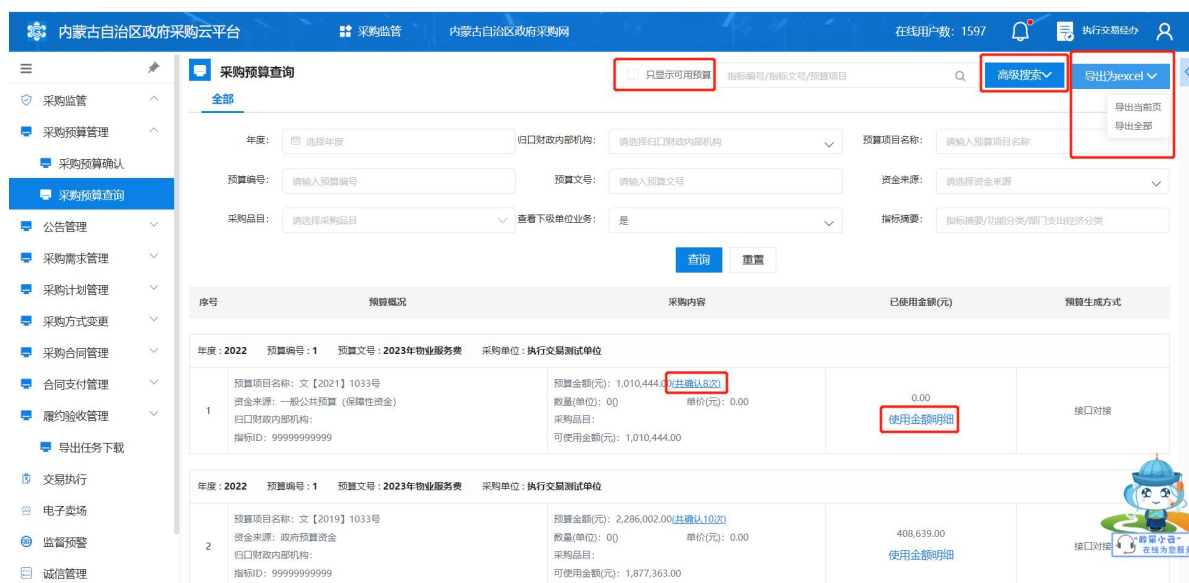 内蒙古自治区政府采购云平台 采购监管 内蒙古自治区政府采购网 在线用户数: 1597 执行交易经办
采购预算查询 只显示可用预算 指标编号/指标文号/预算项目 高级搜索 导出为excel
导出当前页
导出全部
全部
采购监管
采购预算管理
采购预算确认
采购预算查询
公告管理
采购需求管理
采购计划管理
采购方式变更
采购合同管理
合同支付管理
履约验收管理
导出任务下载
交易执行
电子卖场
监督预警
诚信管理
年度: 选择年度 归口财政内部机构: 请选择归口财政内部机构 预算项目名称: 请输入预算项目名称
预算编号: 请输入预算编号 预算文号: 请输入预算文号 资金来源: 请选择资金来源
采购品目: 请选择采购品目 查看下级单位业务: 是 指标摘要: 指标摘要/功能分类/部门支出经济分类
查询 重置
序号 预算概况 采购内容 已使用金额(元) 预算生成方式
年度：2022 预算编号：1 预算文号：2023年物业服务费 采购单位：执行交易测试单位
预算项目名称：文【2021】1033号 预算金额(元)：1,010,444.00(共确认8次)
资金来源：一般公共预算（保障性资金） 数量(单位)：0() 单价(元)：0.00 0.00
1 归口财政内部机构: 采购品目: 使用金额明细 接口对接
指标ID: 99999999999 可使用金额(元)：1,010,444.00
年度：2022 预算编号：1 预算文号：2023年物业服务费 采购单位：执行交易测试单位
预算项目名称：文【2019】1033号 预算金额(元)：2,286,002.00(共确认10次)
资金来源：政府预算资金 数量(单位)：0() 单价(元)：0.00 408,639.00
2 归口财政内部机构: 采购品目: 使用金额明细 接口对接
指标ID: 99999999999 可使用金额(元)：1,877,363.00
采小云"
在线为您服务